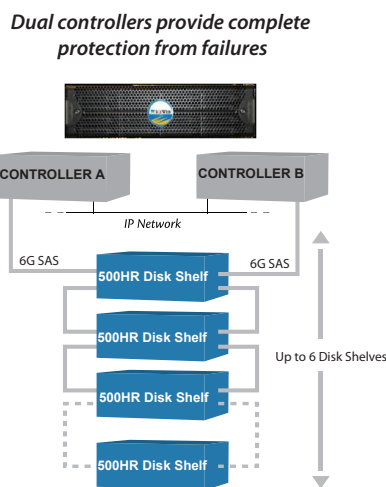 Dual controllers provide complete
protection from failures
CONTROLLER A
CONTROLLER B
IP Network
6G SAS
6G SAS
500HR Disk Shelf
500HR Disk Shelf
500HR Disk Shelf
500HR Disk Shelf
Up to 6 Disk Shelves